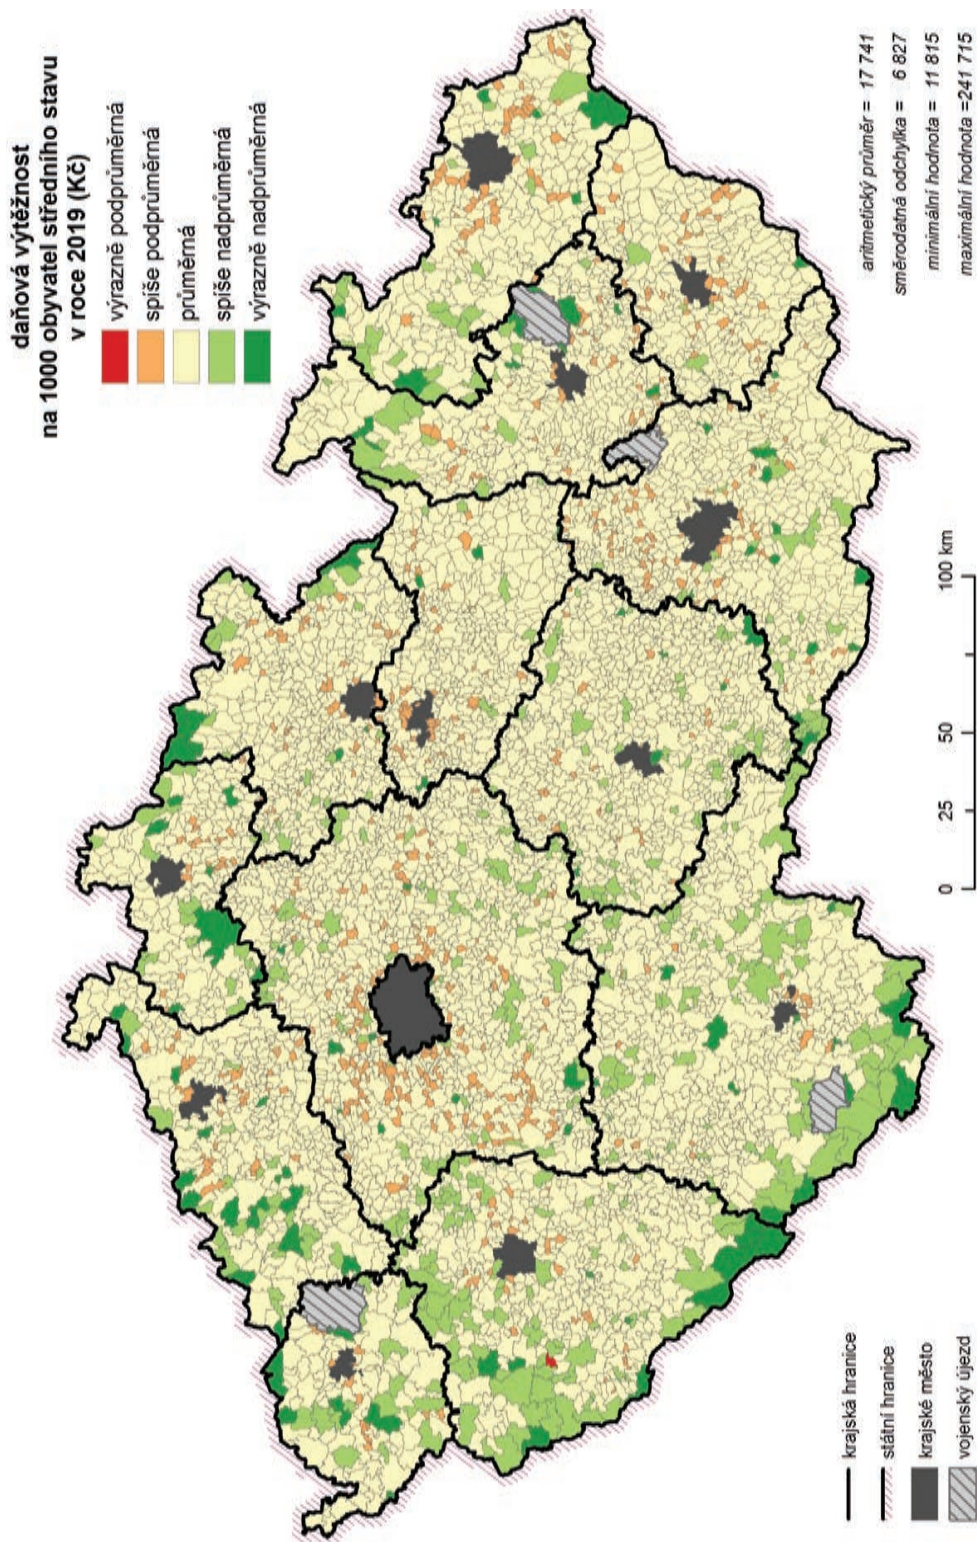 daňová výtěžnost
na 1000 obyvatel středního stavu
v roce 2019 (Kč)
výrazně podprůměrná
spíše podprůměrná
průměrná
spíše nadprůměrná
výrazně nadprůměrná
krajská hranice
státní hranice
krajské město
vojenský újezd
0 25 50 100 km
aritmetický průměr = 17 741
směrodatná odchylka = 6 827
minimální hodnota = 11 815
maximální hodnota =241 715